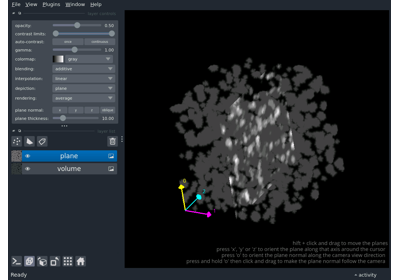 File View Plugins Window Help
opacity: 0.50
contrast limits:
auto-contrast: once continuous
gamma: 1.00
colormap: gray
blending: additive
interpolation: linear
depiction: plane
rendering: average
plane normal: x y z oblique
plane thickness: 10.00
plane
volume
shift + click and drag to move the planes
press 'x', 'y' or 'z' to orient the plane along that axis around the cursor
press 'o' to orient the plane normal along the camera view direction
press and hold 'o' then click and drag to make the plane normal follow the camera
Ready
activity